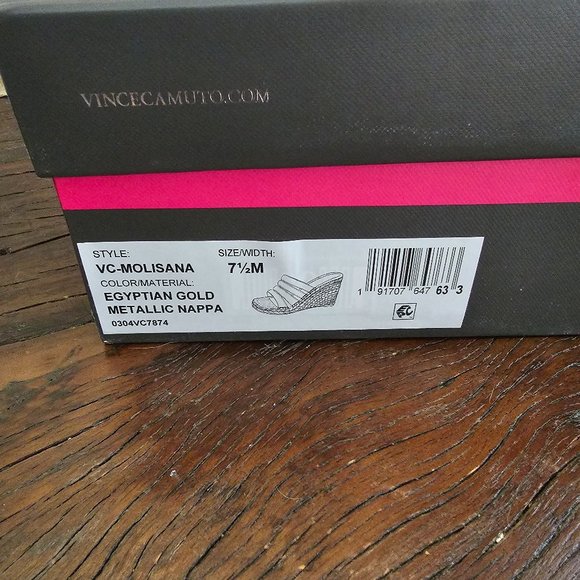 VINCECAMUTO.COM
STYLE: SIZE/WIDTH:
VC-MOLISANA 7½M
COLOR/MATERIAL:
EGYPTIAN GOLD
METALLIC NAPPA
0304VC7874
1 91707 647 63 3